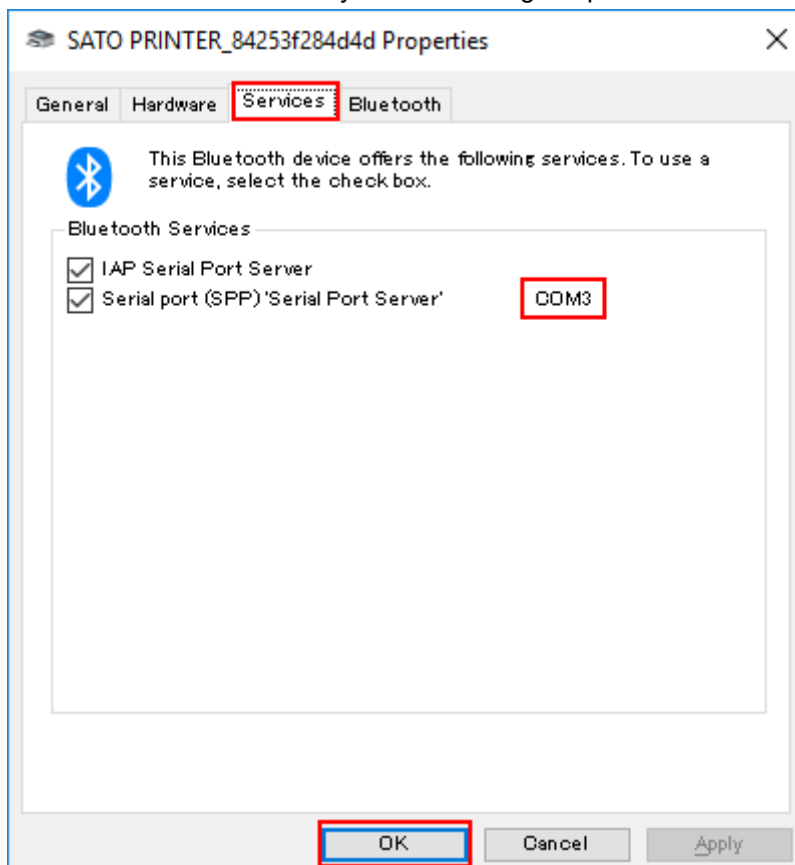 SATO PRINTER_84253f284d4d Properties
General Hardware Services Bluetooth
This Bluetooth device offers the following services. To use a
service, select the check box.
Bluetooth Services
IAP Serial Port Server
Serial port (SPP) 'Serial Port Server' COM3
OK Cancel Apply